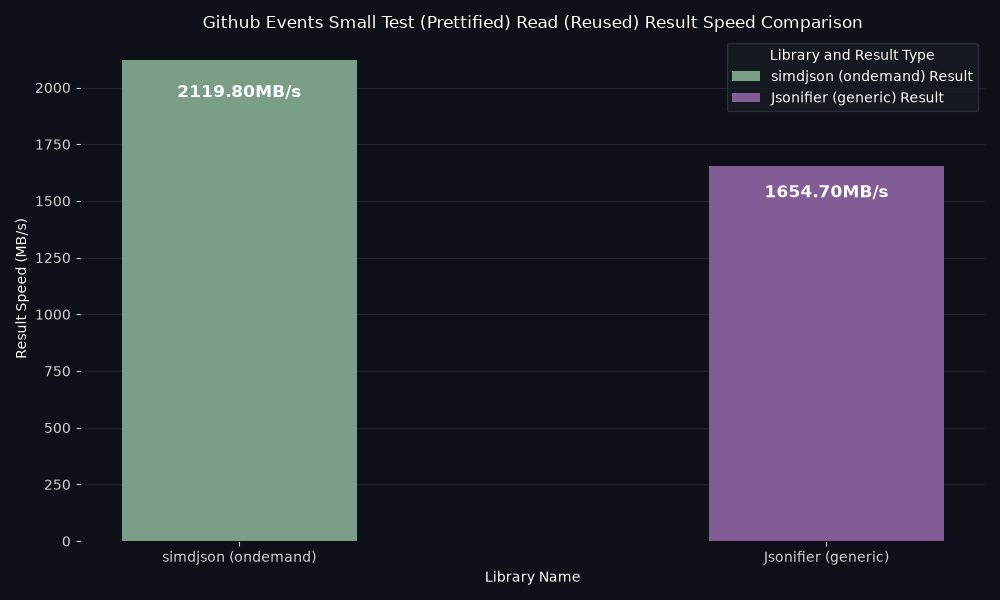 Github Events Small Test (Prettified) Read (Reused) Result Speed Comparison
Library and Result Type
simdjson (ondemand) Result
Jsonifier (generic) Result
2119.80MB/s
1654.70MB/s
Result Speed (MB/s)
2000
1750
1500
1250
1000
750
500
250
0
simdjson (ondemand)
Jsonifier (generic)
Library Name